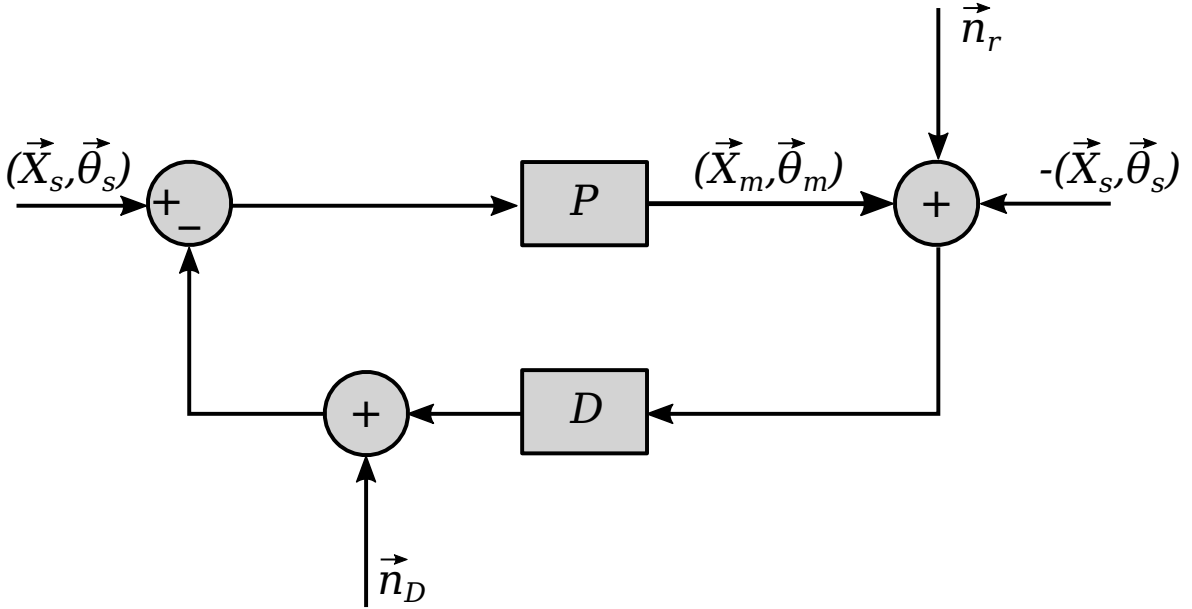 n⃗_r
(X⃗_s,θ⃗_s)
+
−
P
(X⃗_m,θ⃗_m)
+
-(X⃗_s,θ⃗_s)
+
D
n⃗_D